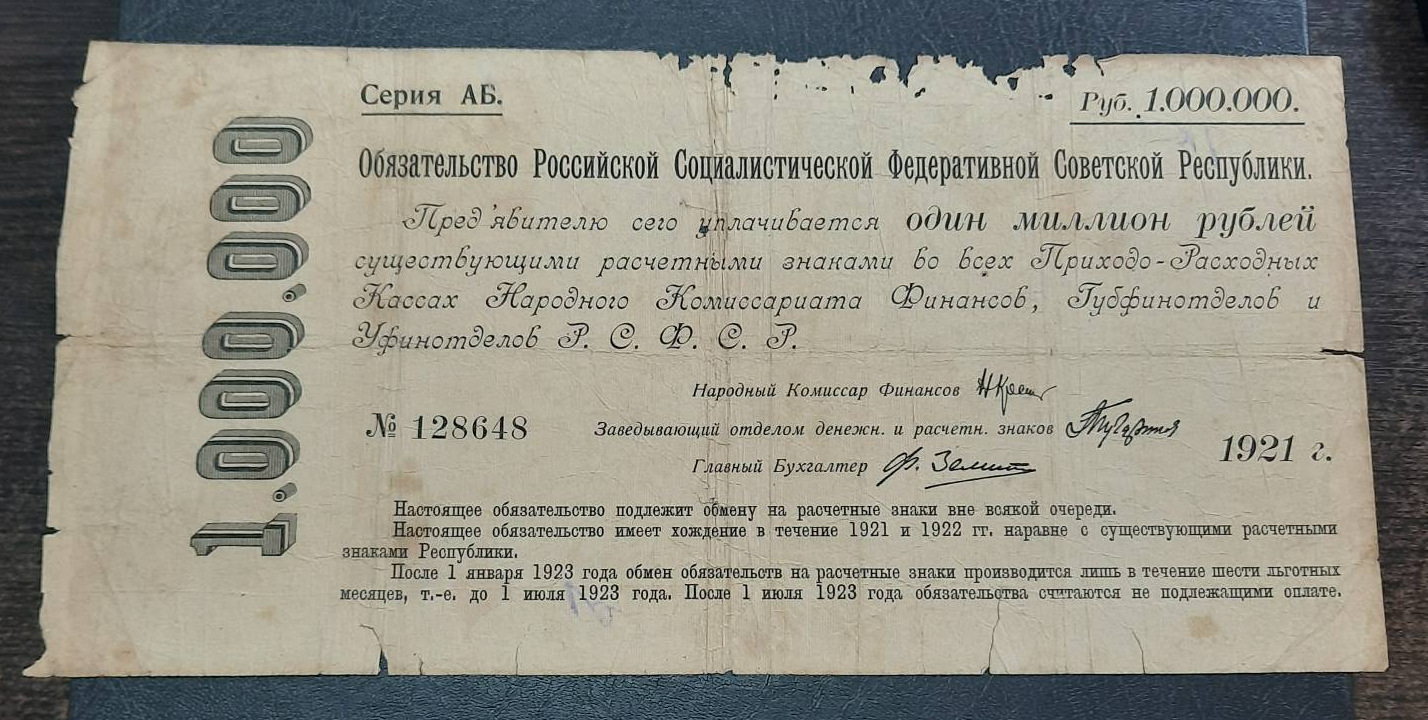 Серия АБ.
Руб. 1.000.000.
1.000.000
Обязательство Российской Социалистической Федеративной Советской Республики.
Пред'явителю сего уплачивается один миллион рублей
существующими расчетными знаками во всех Приходо-Расходных
Кассах Народного Комиссариата Финансов, Губфинотделов и
Уфинотделов Р. С. Ф. С. Р.
Народный Комиссар Финансов
№ 128648
Заведывающий отделом денежн. и расчетн. знаков
Главный Бухгалтер
1921 г.
Настоящее обязательство подлежит обмену на расчетные знаки вне всякой очереди.
Настоящее обязательство имеет хождение в течение 1921 и 1922 гг. наравне с существующими расчетными
знаками Республики.
После 1 января 1923 года обмен обязательств на расчетные знаки производится лишь в течение шести льготных
месяцев, т.-е. до 1 июля 1923 года. После 1 июля 1923 года обязательства считаются не подлежащими оплате.